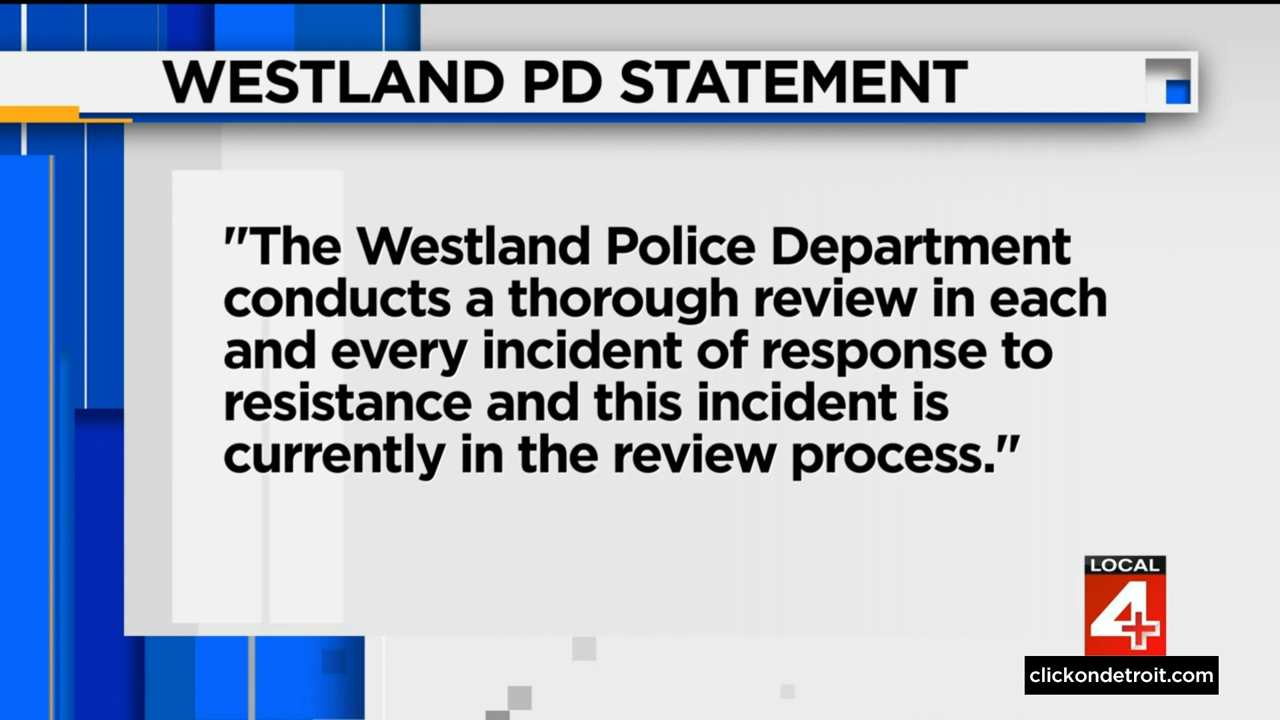 WESTLAND PD STATEMENT
"The Westland Police Department
conducts a thorough review in each
and every incident of response to
resistance and this incident is
currently in the review process."
LOCAL
4+
clickondetroit.com